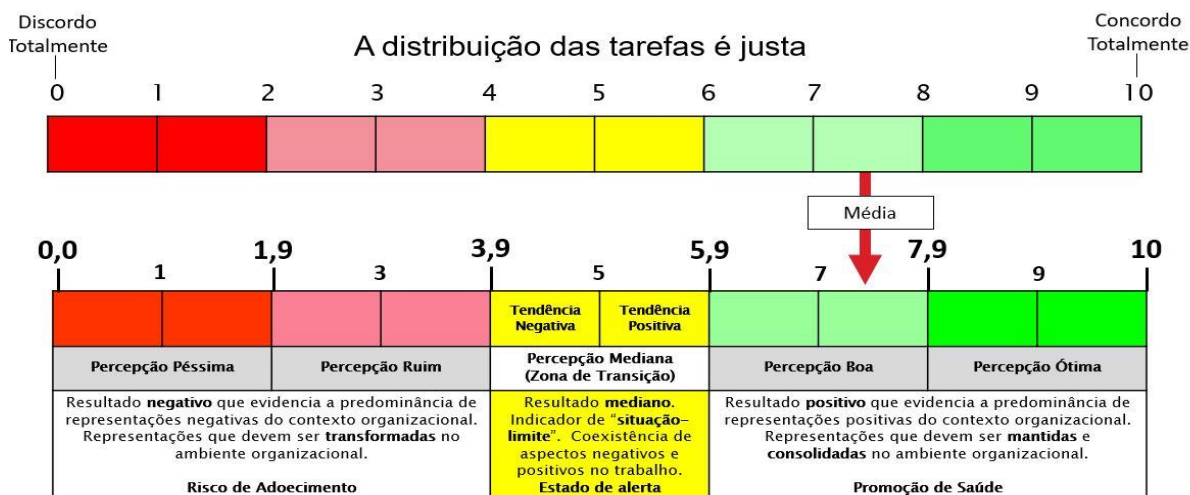 Discordo
Totalmente
A distribuição das tarefas é justa
Concordo
Totalmente
0 1 2 3 4 5 6 7 8 9 10
Média
0,0 1 1,9 3 3,9 5 5,9 7 7,9 9 10
Tendência
Negativa
Tendência
Positiva
Percepção Péssima
Percepção Ruim
Percepção Mediana
(Zona de Transição)
Percepção Boa
Percepção Ótima
Resultado negativo que evidencia a predominância de
representações negativas do contexto organizacional.
Representações que devem ser transformadas no
ambiente organizacional.
Risco de Adoecimento
Resultado mediano.
Indicador de “situação-
limite”. Coexistência de
aspectos negativos e
positivos no trabalho.
Estado de alerta
Resultado positivo que evidencia a predominância de
representações positivas do contexto organizacional.
Representações que devem ser mantidas e
consolidadas no ambiente organizacional.
Promoção de Saúde